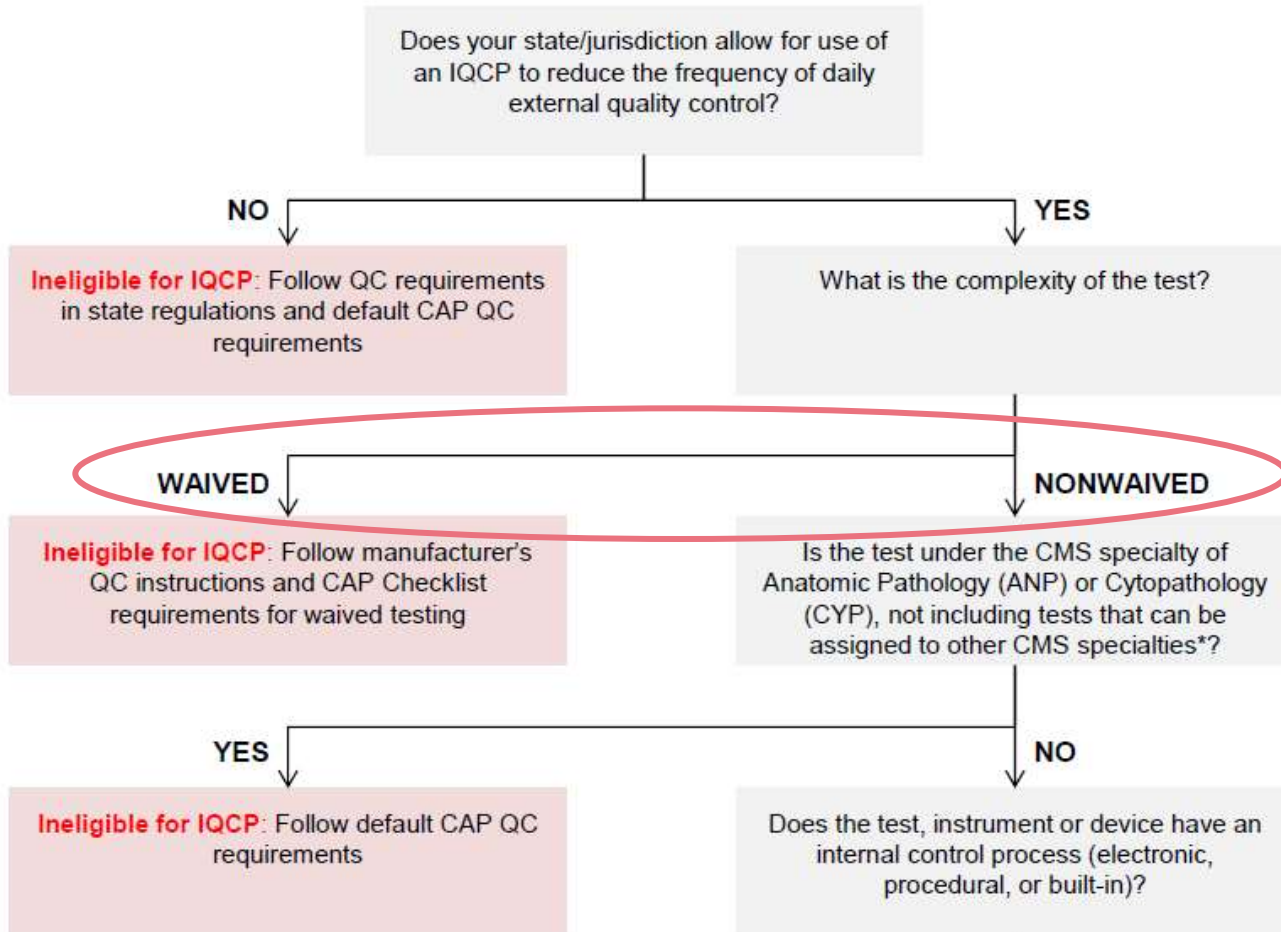 Does your state/jurisdiction allow for use of
an IQCP to reduce the frequency of daily
external quality control?
NO
YES
Ineligible for IQCP: Follow QC requirements
in state regulations and default CAP QC
requirements
What is the complexity of the test?
WAIVED
NONWAIVED
Ineligible for IQCP: Follow manufacturer's
QC instructions and CAP Checklist
requirements for waived testing
Is the test under the CMS specialty of
Anatomic Pathology (ANP) or Cytopathology
(CYP), not including tests that can be
assigned to other CMS specialties*?
YES
NO
Ineligible for IQCP: Follow default CAP QC
requirements
Does the test, instrument or device have an
internal control process (electronic,
procedural, or built-in)?